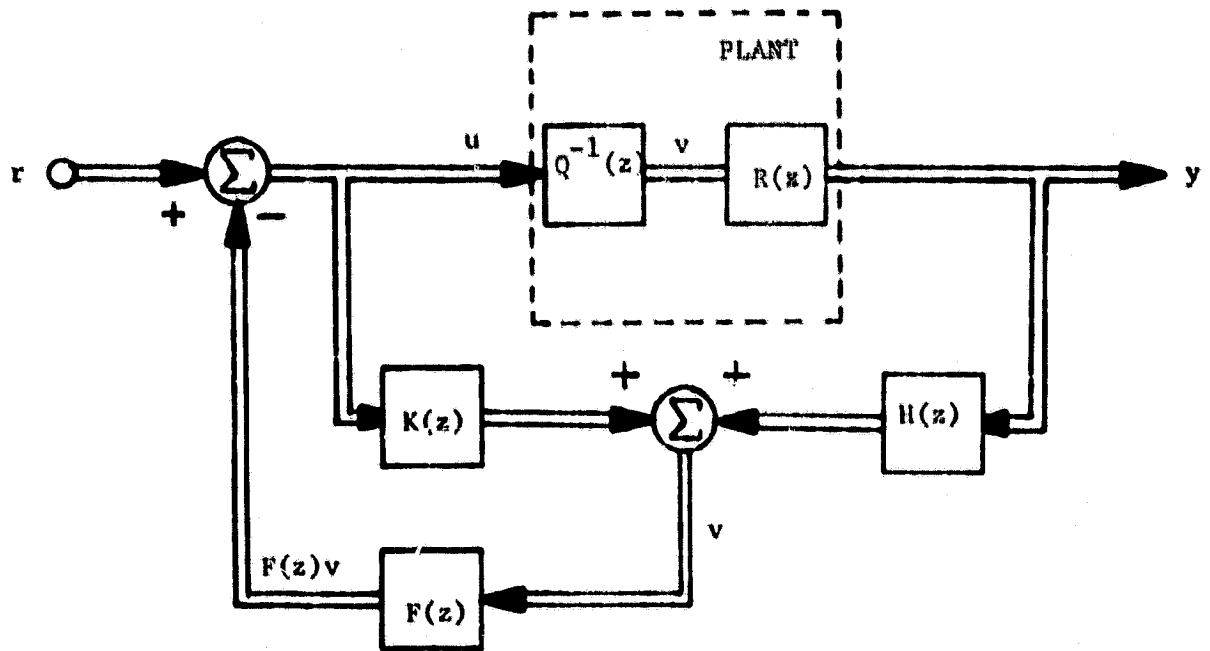 PLANT
r
Σ
u
Q⁻¹(z)
v
R(z)
y
+
−
+
+
K(z)
Σ
H(z)
v
F(z)v
F(z)